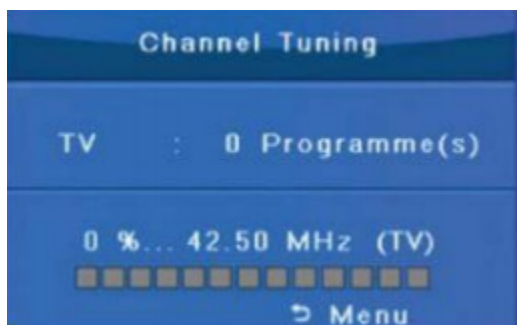 Channel Tuning
TV : 0 Programme(s)
0 %... 42.50 MHz (TV)
Menu